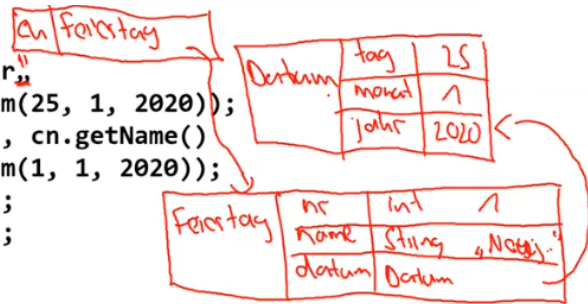 cn Feiertag
r"
m(25, 1, 2020));
, cn.getName()
m(1, 1, 2020));
;
;
Datum tag 25
monat 1
jahr 2020
Feiertag nr int 1
name String
datum Datum